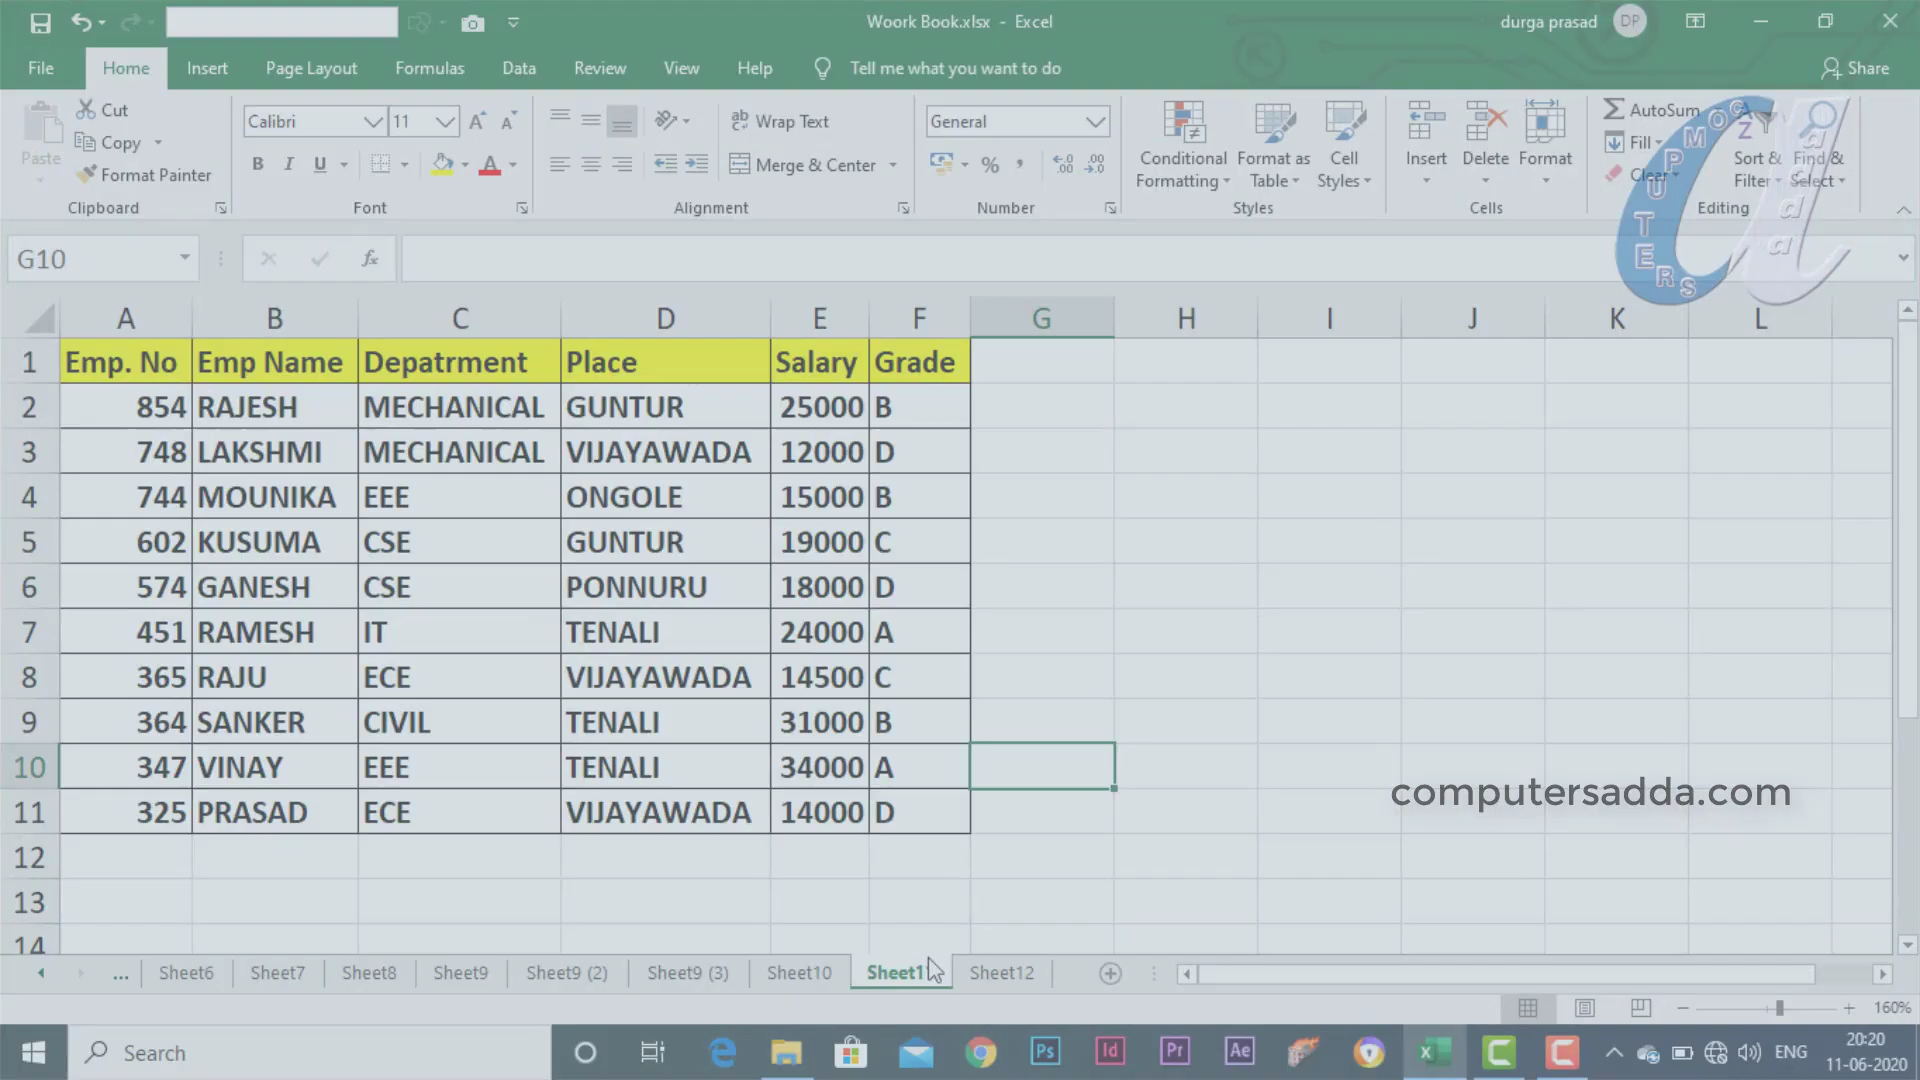 Woork Book.xlsx - Excel
durga prasad DP
File Home Insert Page Layout Formulas Data Review View Help Tell me what you want to do Share
Paste
Cut
Copy
Format Painter
Clipboard
Calibri 11
B I U A
Font
Wrap Text
Merge & Center
Alignment
General
% ,
Number
Conditional Formatting
Format as Table
Cell Styles
Styles
Insert Delete Format
Cells
AutoSum
Fill
Clear
Sort & Filter
Find & Select
Editing
COMPUTERS
adda
G10 fx
A B C D E F G H I J K L
1 Emp. No Emp Name Depatrment Place Salary Grade
2 854 RAJESH MECHANICAL GUNTUR 25000 B
3 748 LAKSHMI MECHANICAL VIJAYAWADA 12000 D
4 744 MOUNIKA EEE ONGOLE 15000 B
5 602 KUSUMA CSE GUNTUR 19000 C
6 574 GANESH CSE PONNURU 18000 D
7 451 RAMESH IT TENALI 24000 A
8 365 RAJU ECE VIJAYAWADA 14500 C
9 364 SANKER CIVIL TENALI 31000 B
10 347 VINAY EEE TENALI 34000 A
computersadda.com
11 325 PRASAD ECE VIJAYAWADA 14000 D
12
13
14
... Sheet6 Sheet7 Sheet8 Sheet9 Sheet9 (2) Sheet9 (3) Sheet10 Sheet11 Sheet12
160%
Search
Ps Id Pr Ae
ENG
20:20
11-06-2020